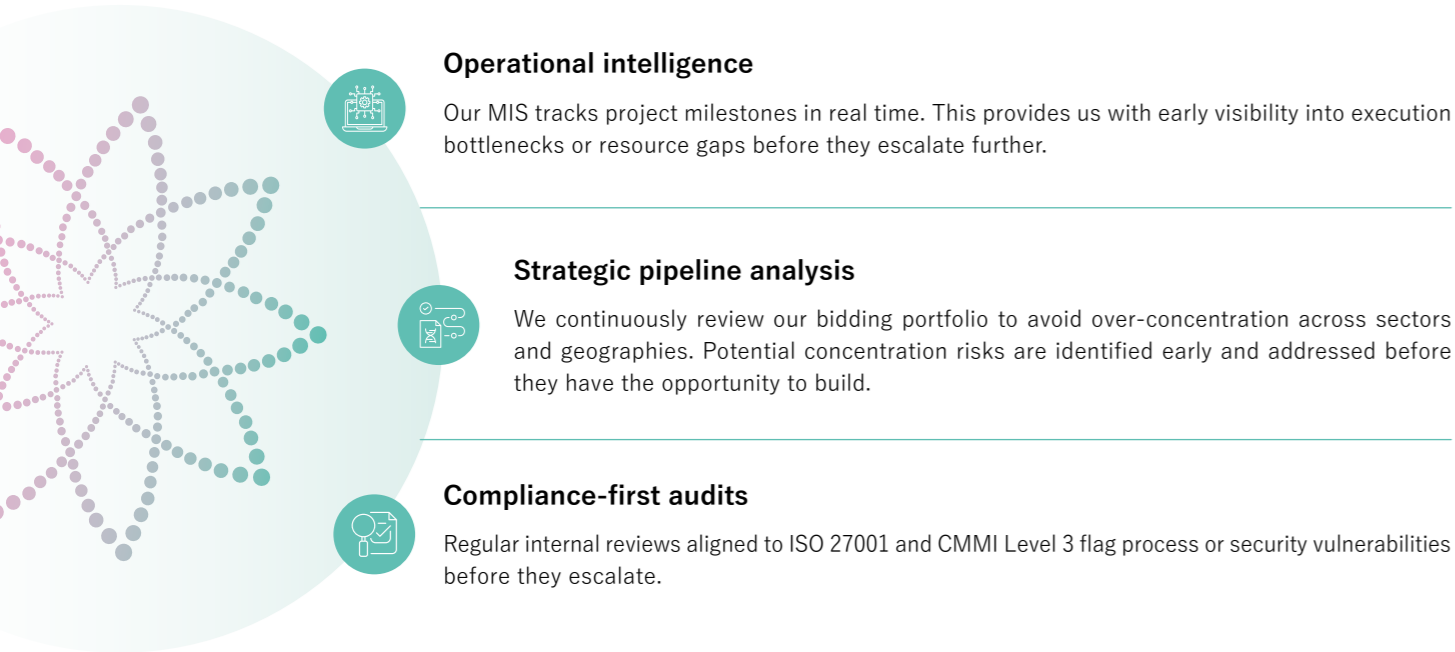 Operational intelligence
Our MIS tracks project milestones in real time. This provides us with early visibility into execution
bottlenecks or resource gaps before they escalate further.
Strategic pipeline analysis
We continuously review our bidding portfolio to avoid over-concentration across sectors
and geographies. Potential concentration risks are identified early and addressed before
they have the opportunity to build.
Compliance-first audits
Regular internal reviews aligned to ISO 27001 and CMMI Level 3 flag process or security vulnerabilities
before they escalate.